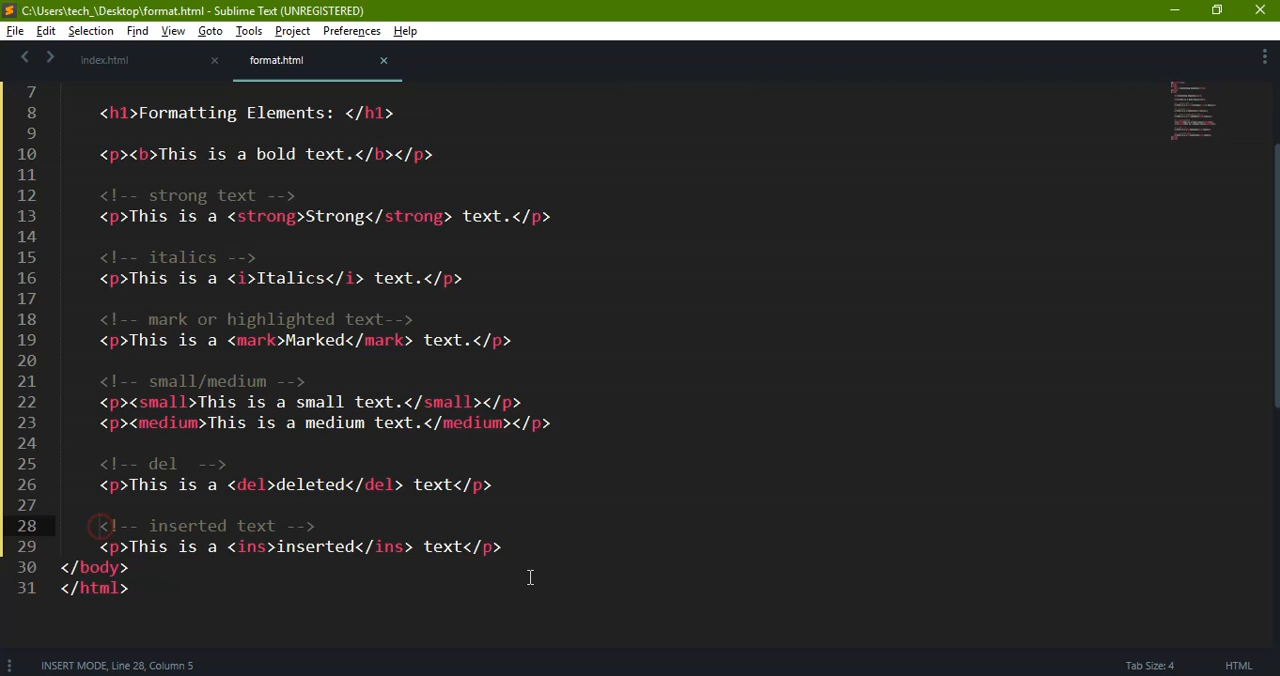 C:\Users\tech_\Desktop\format.html - Sublime Text (UNREGISTERED)
File Edit Selection Find View Goto Tools Project Preferences Help
index.html format.html
7
8 <h1>Formatting Elements: </h1>
9
10 <p><b>This is a bold text.</b></p>
11
12 <!-- strong text -->
13 <p>This is a <strong>Strong</strong> text.</p>
14
15 <!-- italics -->
16 <p>This is a <i>Italics</i> text.</p>
17
18 <!-- mark or highlighted text-->
19 <p>This is a <mark>Marked</mark> text.</p>
20
21 <!-- small/medium -->
22 <p><small>This is a small text.</small></p>
23 <p><medium>This is a medium text.</medium></p>
24
25 <!-- del  -->
26 <p>This is a <del>deleted</del> text</p>
27
28 <!-- inserted text -->
29 <p>This is a <ins>inserted</ins> text</p>
30 </body>
31 </html>
INSERT MODE, Line 28, Column 5 Tab Size: 4 HTML